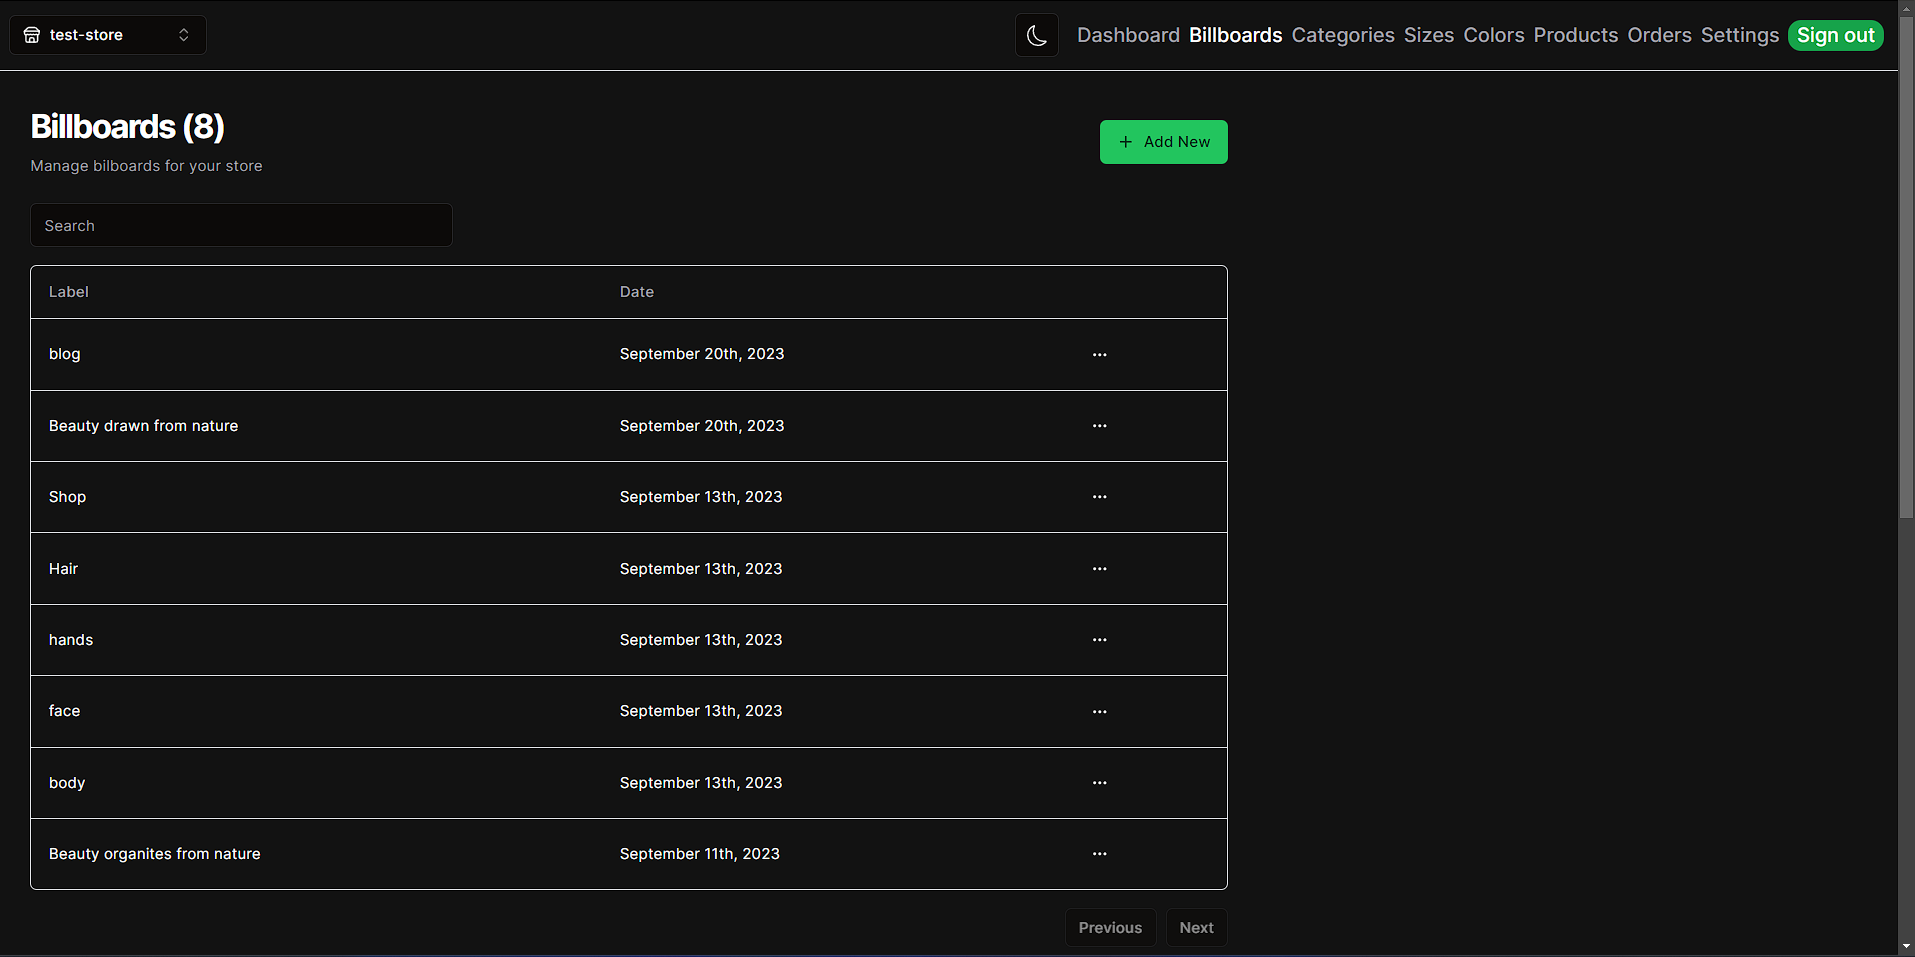 test-store
Dashboard Billboards Categories Sizes Colors Products Orders Settings Sign out
Billboards (8)
Manage bilboards for your store
+ Add New
Search
Label Date
blog September 20th, 2023 ...
Beauty drawn from nature September 20th, 2023 ...
Shop September 13th, 2023 ...
Hair September 13th, 2023 ...
hands September 13th, 2023 ...
face September 13th, 2023 ...
body September 13th, 2023 ...
Beauty organites from nature September 11th, 2023 ...
Previous Next